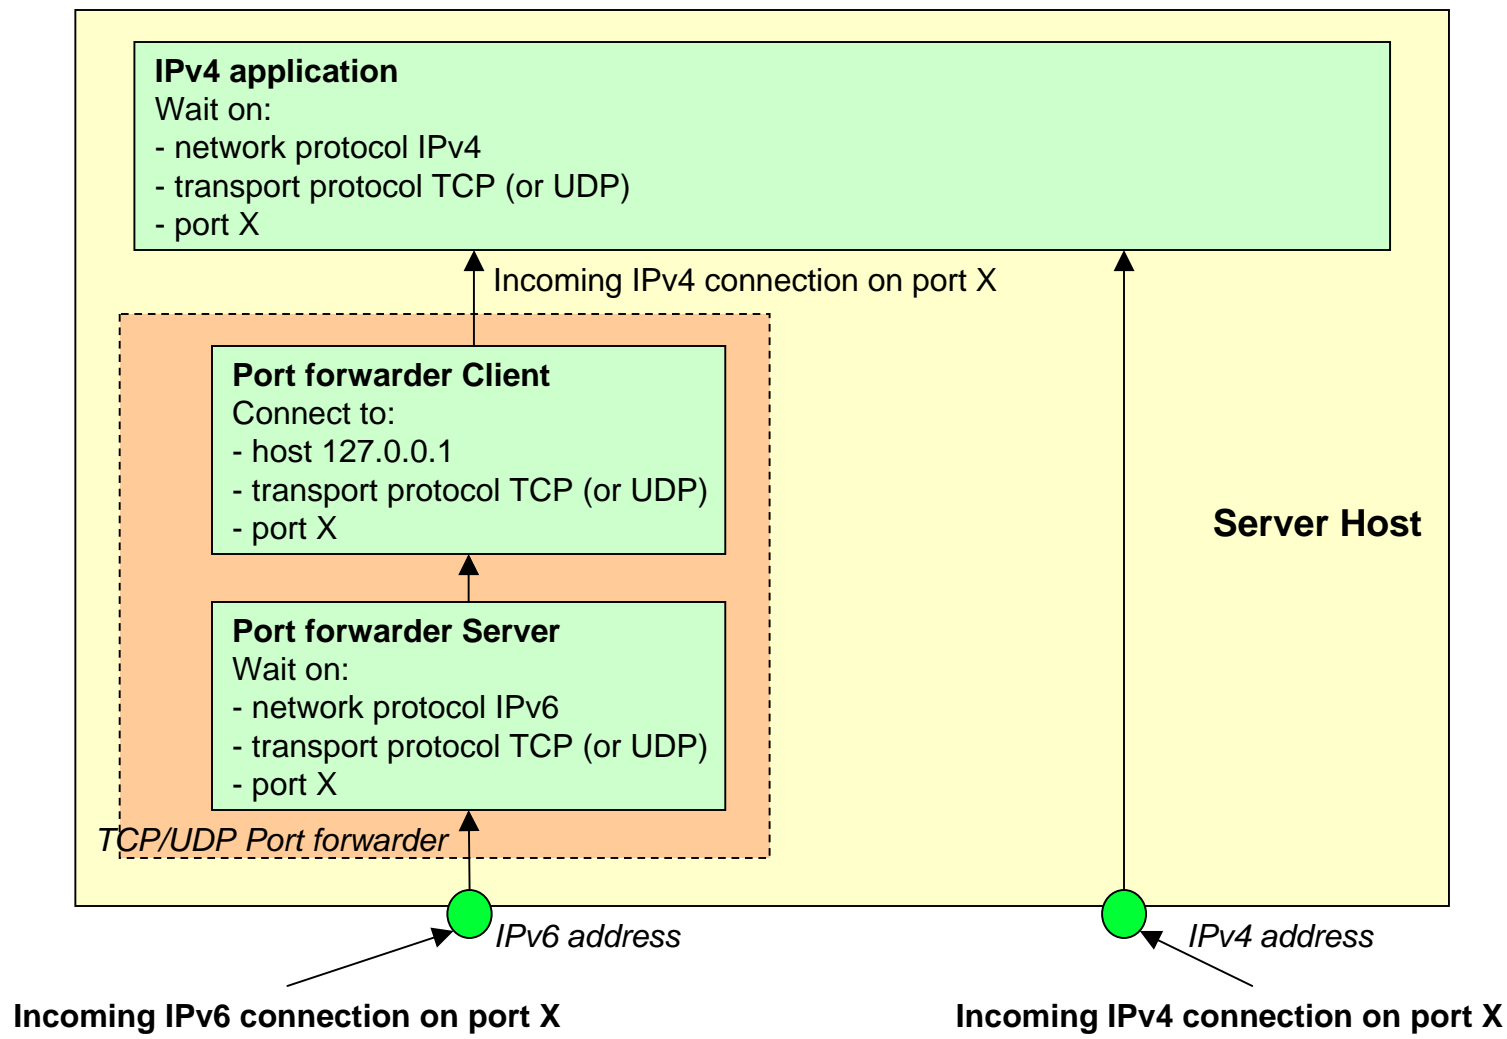 IPv4 application
Wait on:
- network protocol IPv4
- transport protocol TCP (or UDP)
- port X
Incoming IPv4 connection on port X
Port forwarder Client
Connect to:
- host 127.0.0.1
- transport protocol TCP (or UDP)
- port X
Server Host
Port forwarder Server
Wait on:
- network protocol IPv6
- transport protocol TCP (or UDP)
- port X
TCP/UDP Port forwarder
IPv6 address
IPv4 address
Incoming IPv6 connection on port X
Incoming IPv4 connection on port X